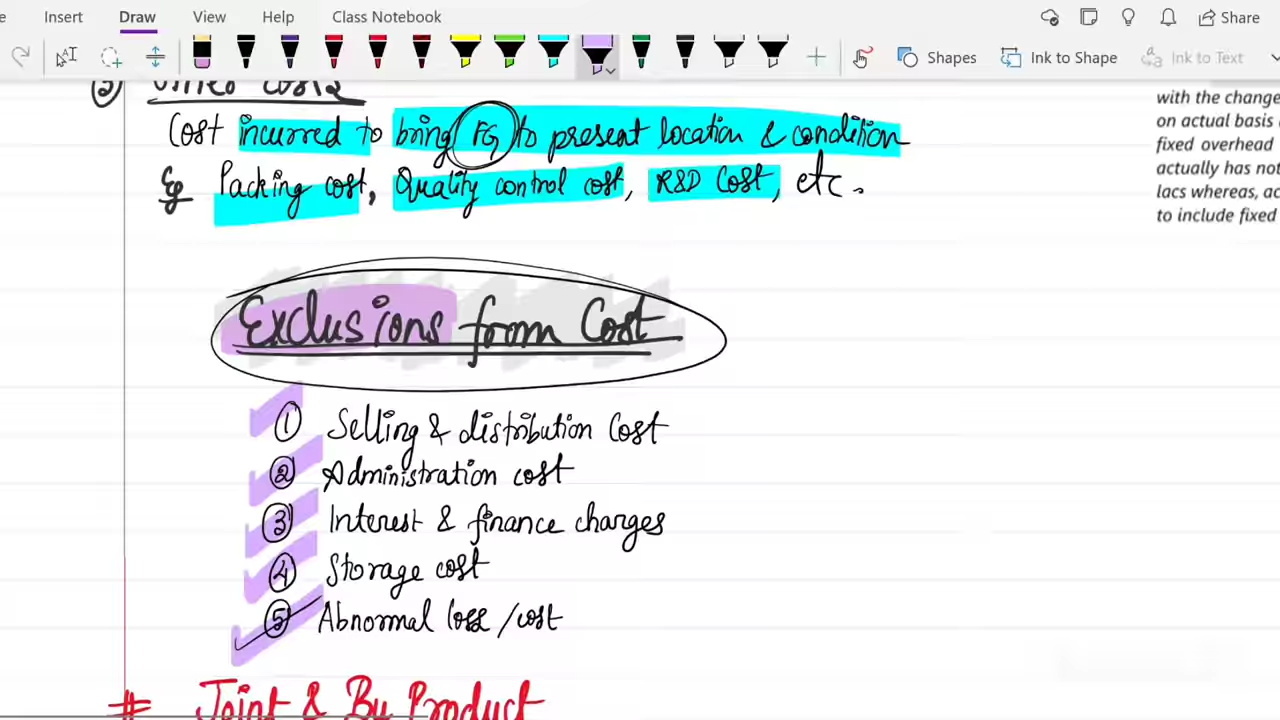 Insert Draw View Help Class Notebook Share
Shapes Ink to Shape Ink to Text
③ Other Costs
Cost incurred to bring FG to present location & condition
Eg Packing cost, Quality control cost, R&D Cost, etc.
with the change
on actual basis
fixed overhead
actually has not
lacs whereas, ac
to include fixed
Exclusions from Cost
① Selling & distribution Cost
② Administration cost
③ Interest & finance charges
④ Storage cost
⑤ Abnormal loss /cost
# Joint & By Product